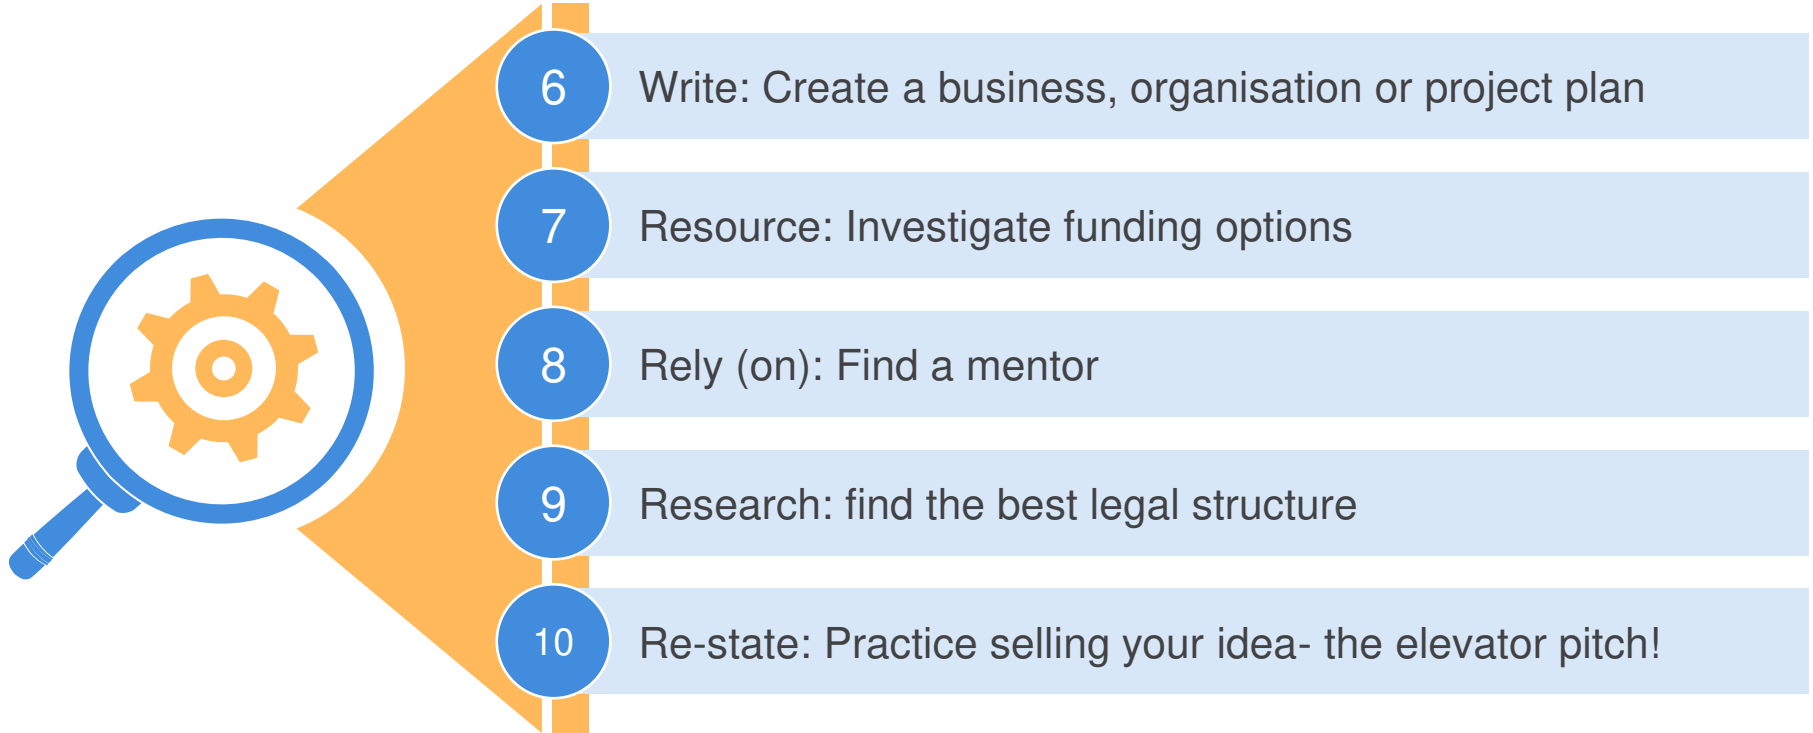 6 Write: Create a business, organisation or project plan
7 Resource: Investigate funding options
8 Rely (on): Find a mentor
9 Research: find the best legal structure
10 Re-state: Practice selling your idea- the elevator pitch!